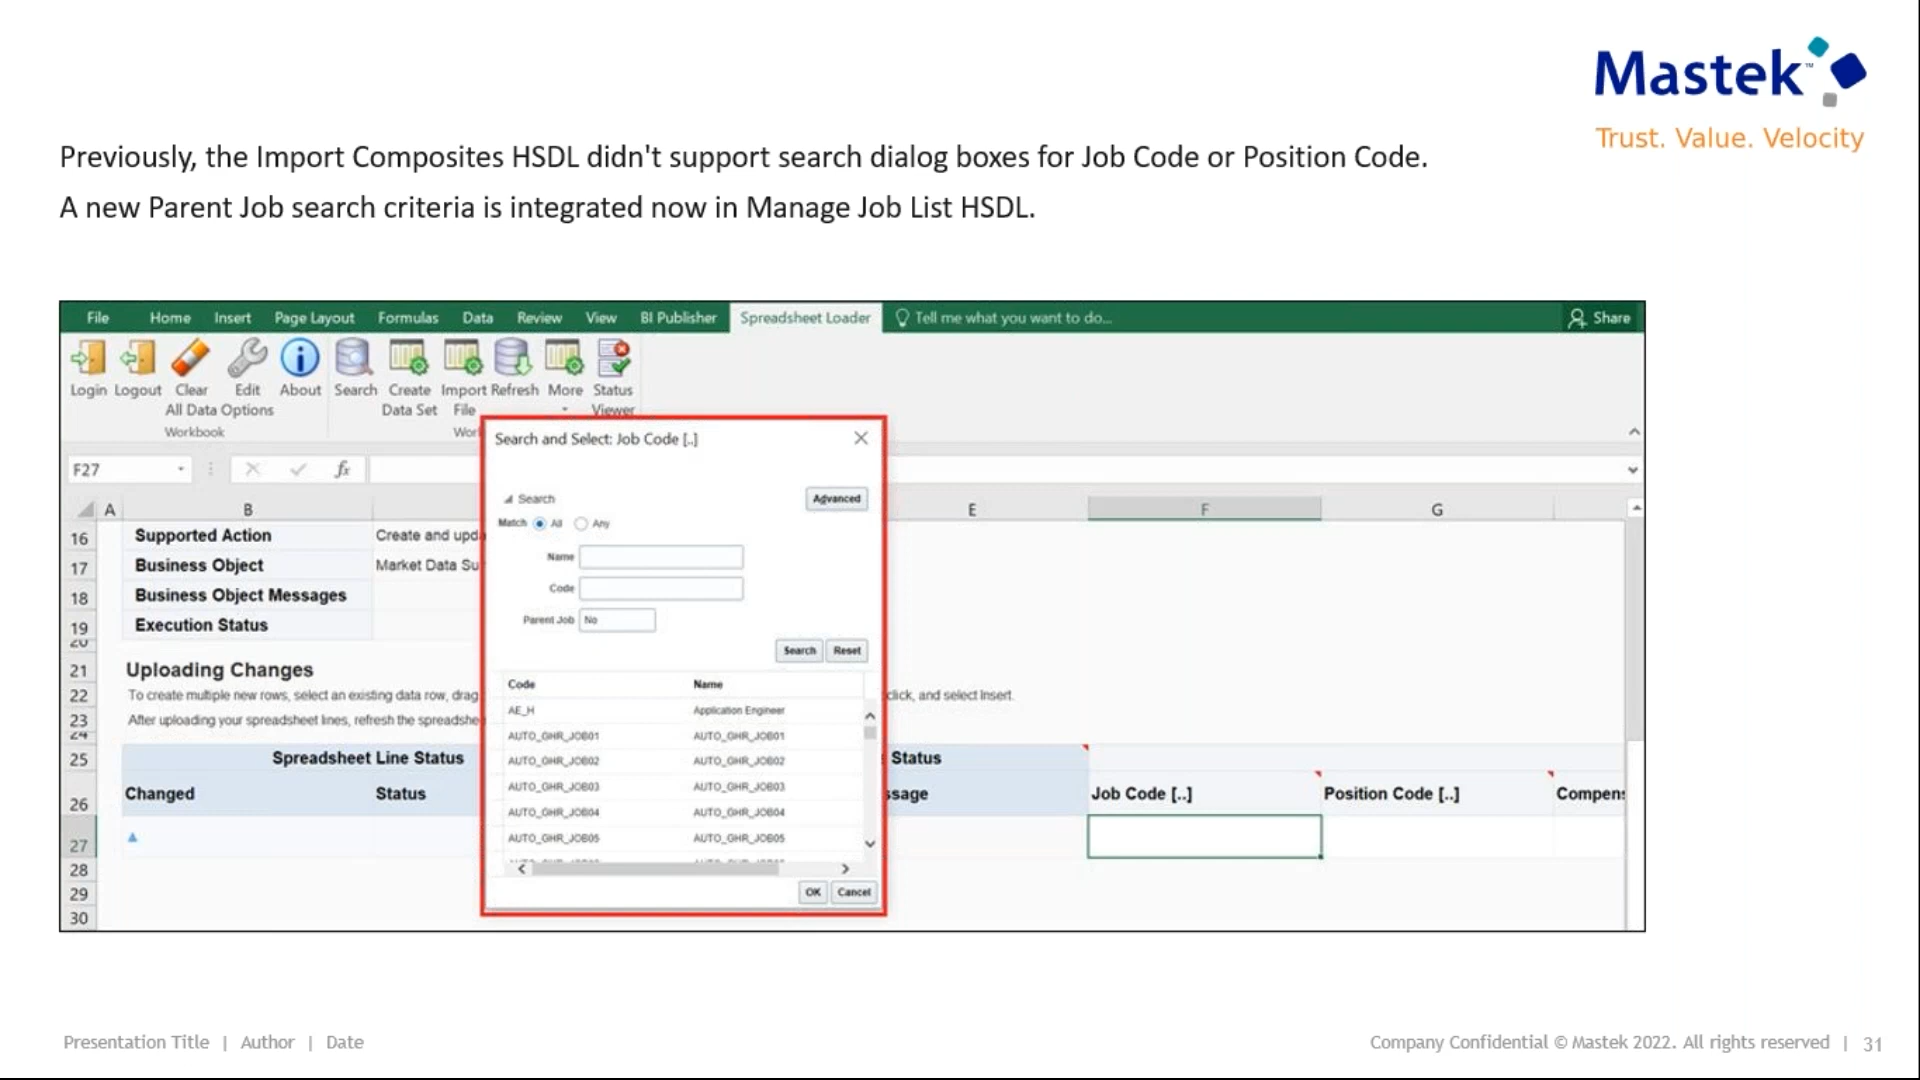 Mastek™
Trust. Value. Velocity
Previously, the Import Composites HSDL didn't support search dialog boxes for Job Code or Position Code.
A new Parent Job search criteria is integrated now in Manage Job List HSDL.
File Home Insert Page Layout Formulas Data Review View BI Publisher Spreadsheet Loader Tell me what you want to do... Share
Login Logout Clear Edit About Search Create Import Refresh More Status
All Data Options Data Set File Viewer
Workbook Wor
Search and Select: Job Code [..]
F27 fx
Search Advanced
Match All Any
Name
Code
Parent Job No
Search Reset
Code Name
AE_H Application Engineer
AUTO_GHR_JOB01 AUTO_GHR_JOB01
AUTO_GHR_JOB02 AUTO_GHR_JOB02
AUTO_GHR_JOB03 AUTO_GHR_JOB03
AUTO_GHR_JOB04 AUTO_GHR_JOB04
AUTO_GHR_JOB05 AUTO_GHR_JOB05
OK Cancel
A B E F G
16 Supported Action Create and upda
17 Business Object Market Data Su
18 Business Object Messages
19 Execution Status
20
21 Uploading Changes
22 To create multiple new rows, select an existing data row, drag click, and select Insert.
23 After uploading your spreadsheet lines, refresh the spreadshe
24
25 Spreadsheet Line Status Status
26 Changed Status ssage Job Code [..] Position Code [..] Compens
27
28
29
30
Presentation Title | Author | Date
Company Confidential © Mastek 2022. All rights reserved | 31